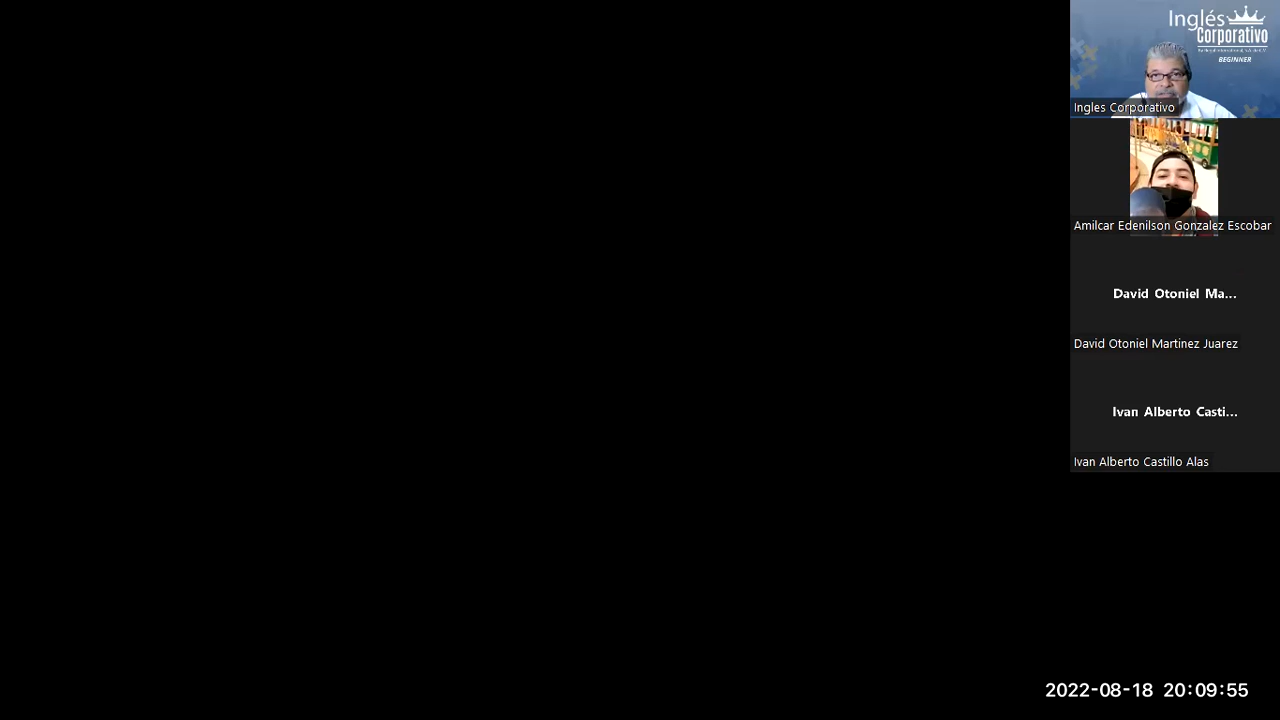 Inglés
Corporativo
BEGINNER
Ingles Corporativo
Amilcar Edenilson Gonzalez Escobar
David Otoniel Ma...
David Otoniel Martinez Juarez
Ivan Alberto Casti...
Ivan Alberto Castillo Alas
2022-08-18 20:09:55